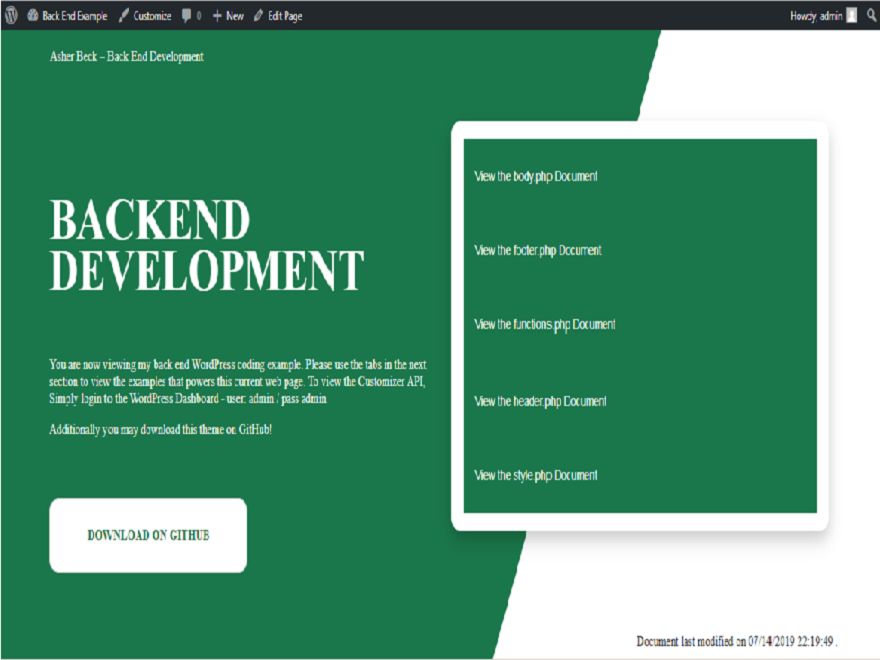 Back End Example Customize 0 New Edit Page Howdy, admin
Asher Beck – Back End Development
BACKEND
DEVELOPMENT
You are now viewing my back end WordPress coding example. Please use the tabs in the next
section to view the examples that powers this current web page. To view the Customizer API,
Simply login to the WordPress Dashboard - user: admin / pass admin
Additionally you may download this theme on GitHub!
DOWNLOAD ON GITHUB
View the body.php Document
View the footer.php Document
View the functions.php Document
View the header.php Document
View the style.php Document
Document last modified on 07/14/2019 22:19:49 .